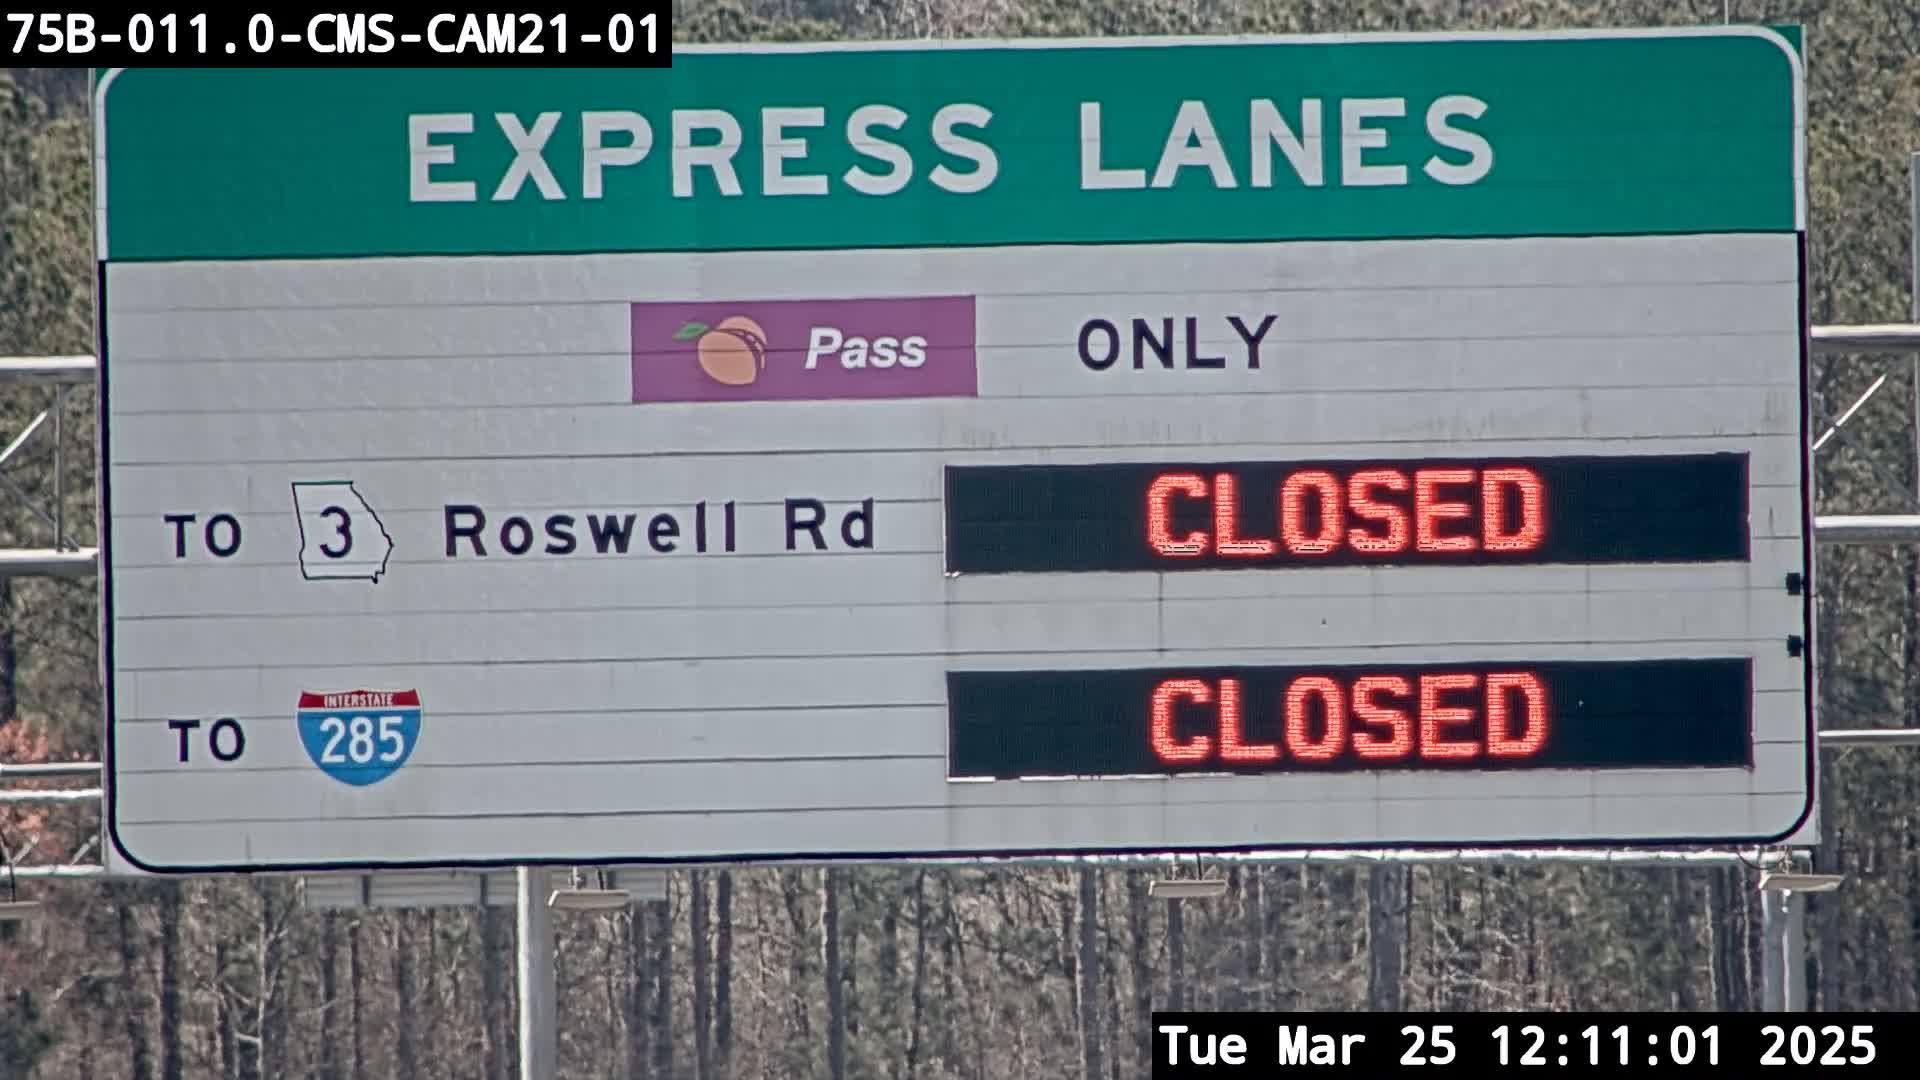 75B-011.0-CMS-CAM21-01
EXPRESS LANES
Pass ONLY
TO 3 Roswell Rd CLOSED
TO INTERSTATE 285 CLOSED
Tue Mar 25 12:11:01 2025